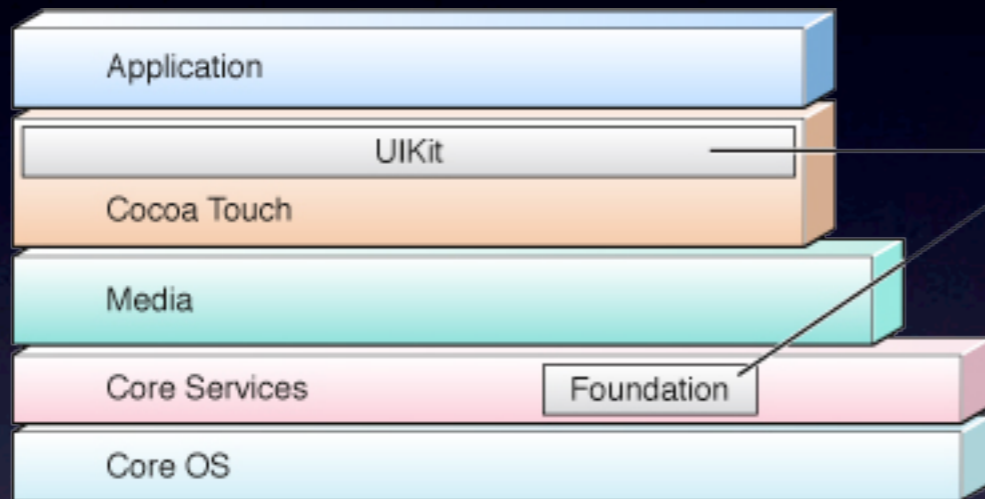 Application
UIKit
Cocoa Touch
Media
Core Services
Foundation
Core OS